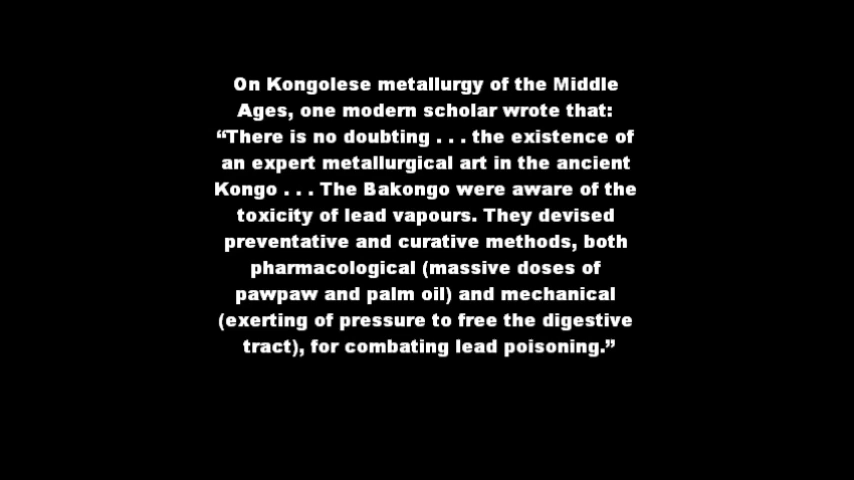 On Kongolese metallurgy of the Middle
Ages, one modern scholar wrote that:
“There is no doubting . . . the existence of
an expert metallurgical art in the ancient
Kongo . . . The Bakongo were aware of the
toxicity of lead vapours. They devised
preventative and curative methods, both
pharmacological (massive doses of
pawpaw and palm oil) and mechanical
(exerting of pressure to free the digestive
tract), for combating lead poisoning.”